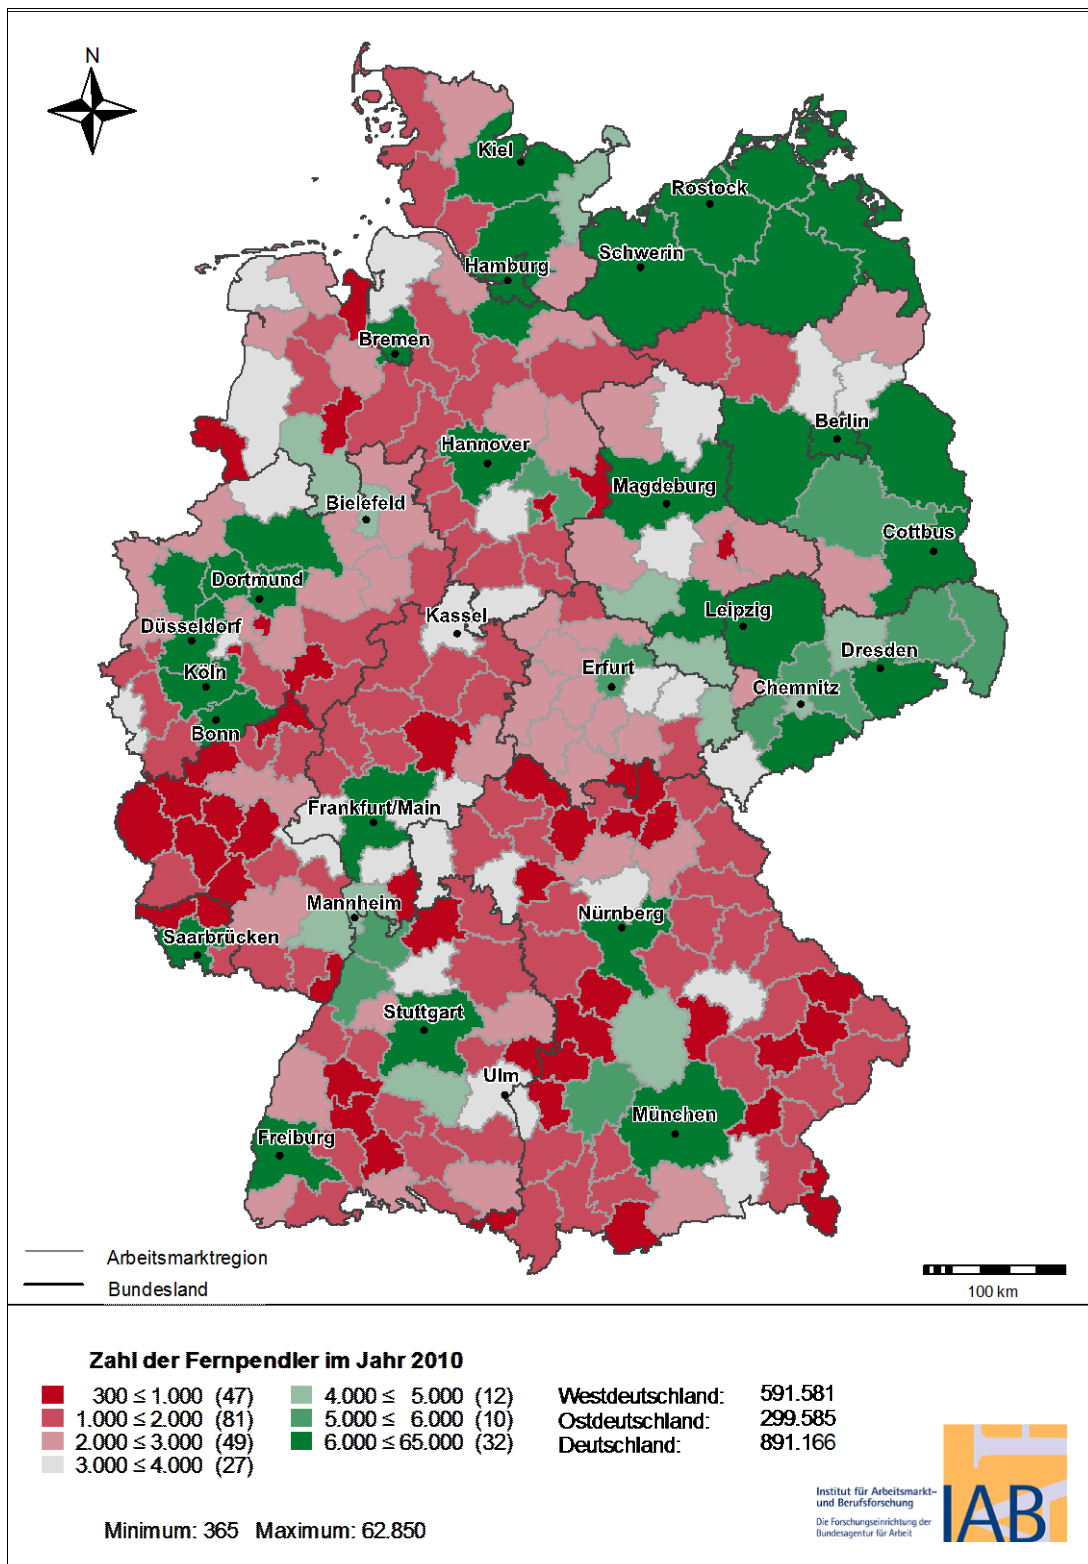 N
Kiel
Rostock
Schwerin
Hamburg
Bremen
Berlin
Hannover
Magdeburg
Bielefeld
Cottbus
Dortmund
Leipzig
Kassel
Düsseldorf
Dresden
Köln
Erfurt
Chemnitz
Bonn
Frankfurt/Main
Mannheim
Nürnberg
Saarbrücken
Stuttgart
Ulm
München
Freiburg
Arbeitsmarktregion
Bundesland
100 km
Zahl der Fernpendler im Jahr 2010
300 ≤ 1.000 (47) 4.000 ≤ 5.000 (12) Westdeutschland: 591.581
1.000 ≤ 2.000 (81) 5.000 ≤ 6.000 (10) Ostdeutschland: 299.585
2.000 ≤ 3.000 (49) 6.000 ≤ 65.000 (32) Deutschland: 891.166
3.000 ≤ 4.000 (27)
Minimum: 365 Maximum: 62.850
Institut für Arbeitsmarkt-
und Berufsforschung
Die Forschungseinrichtung der
Bundesagentur für Arbeit
IAB